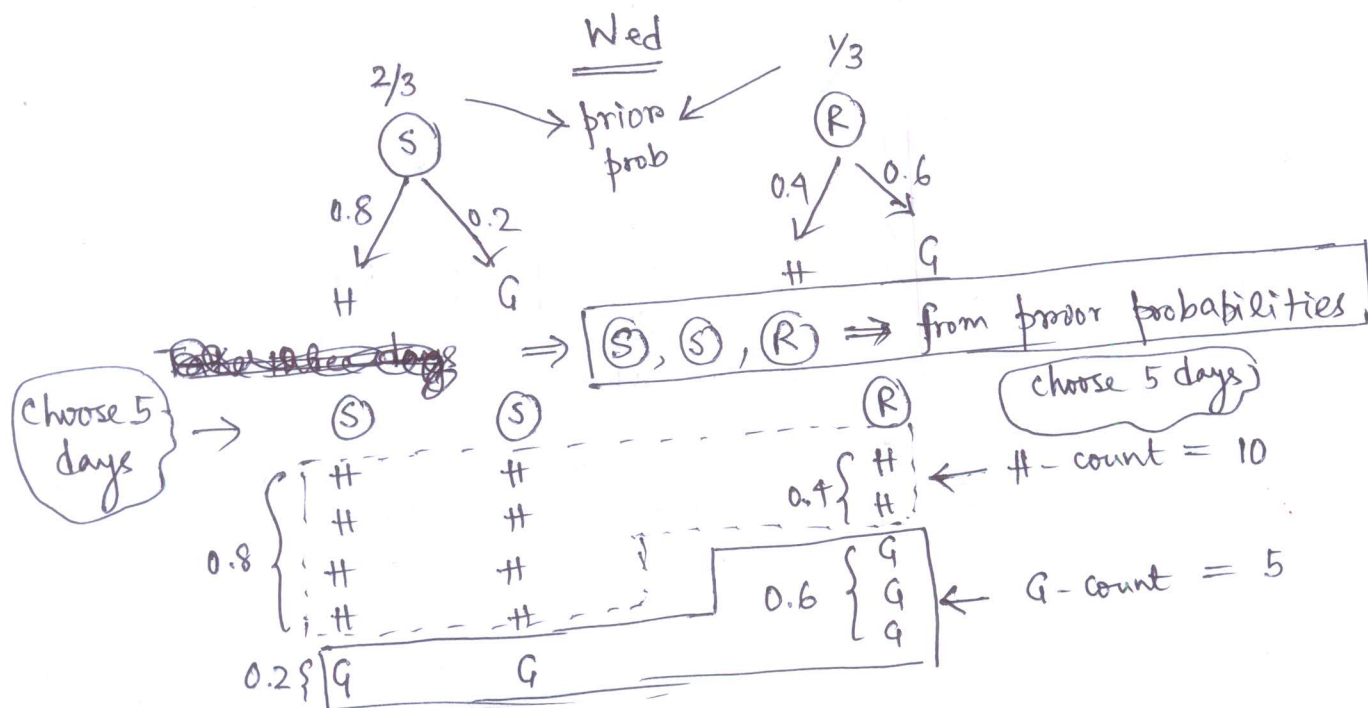 Wed
2/3
1/3
S
prior
prob
R
0.8
0.2
0.4
0.6
H
G
H
G
⇒ S, S, R ⇒ from prior probabilities
Choose 5
days
→
S
S
R
choose 5 days
0.8
H
H
0.4
H
← H-count = 10
H
H
H
H
H
G
H
H
0.6
G
← G-count = 5
G
0.2
G
G